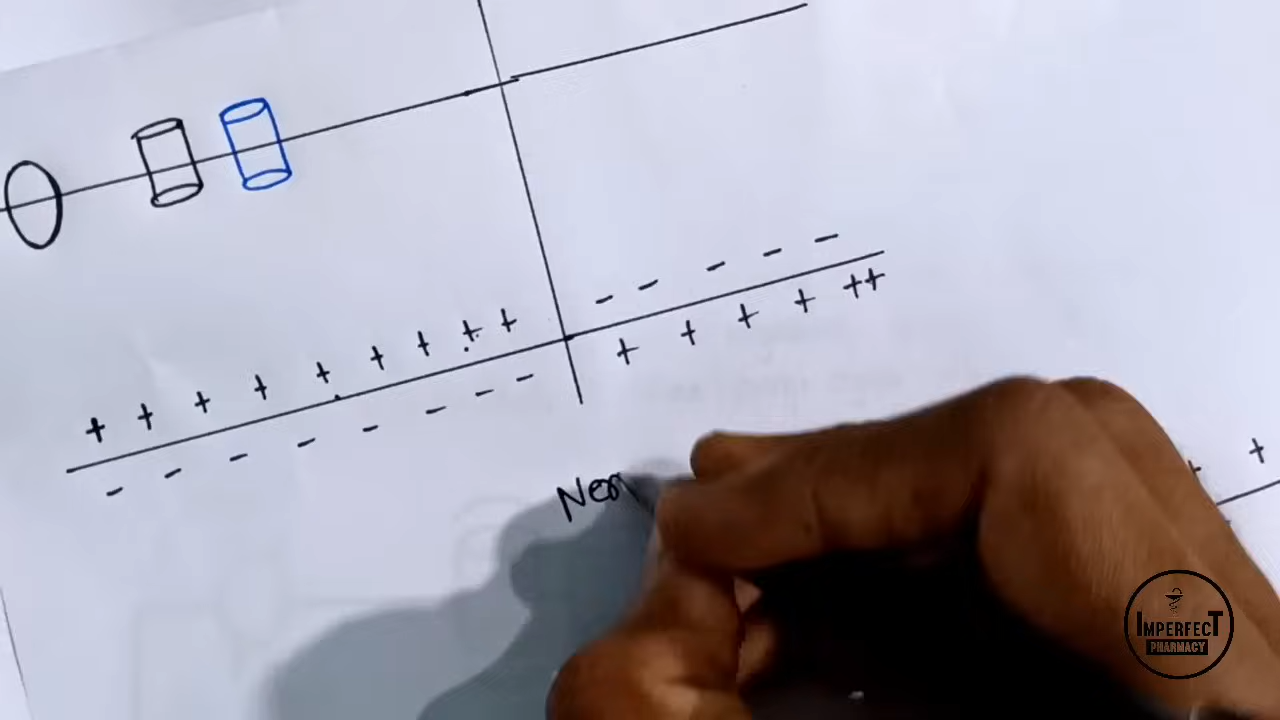 - - - - -
+ + + + + + + +
+ + + + + +
- - - - - - - -
+ +
Ner
IMPERFECT
PHARMACY